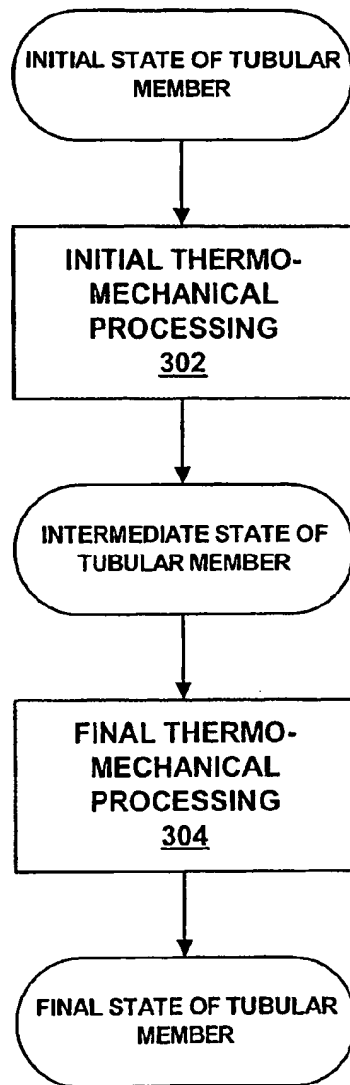 INITIAL STATE OF TUBULAR
MEMBER
INITIAL THERMO-
MECHANICAL
PROCESSING
302
INTERMEDIATE STATE OF
TUBULAR MEMBER
FINAL THERMO-
MECHANICAL
PROCESSING
304
FINAL STATE OF TUBULAR
MEMBER